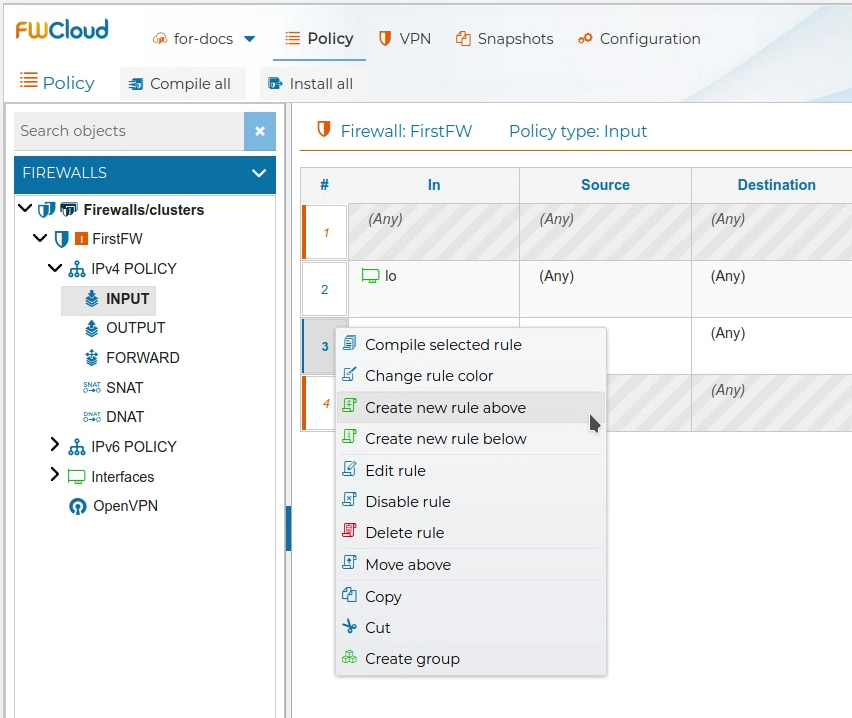 FWCloud
for-docs
Policy
VPN
Snapshots
Configuration
Policy
Compile all
Install all
Search objects
×
FIREWALLS
Firewalls/clusters
FirstFW
IPv4 POLICY
INPUT
OUTPUT
FORWARD
SNAT SNAT
DNAT DNAT
IPv6 POLICY
Interfaces
OpenVPN
Firewall: FirstFW Policy type: Input
# In Source Destination
1 (Any) (Any) (Any)
2 lo (Any) (Any)
3 (Any)
4 (Any)
Compile selected rule
Change rule color
Create new rule above
Create new rule below
Edit rule
Disable rule
Delete rule
Move above
Copy
Cut
Create group